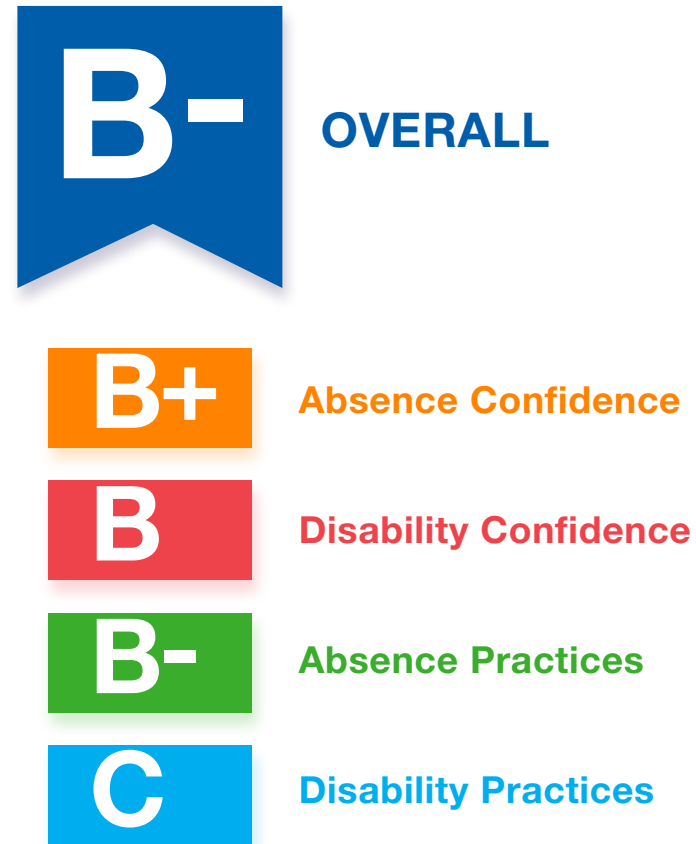 B- OVERALL
B+ Absence Confidence
B Disability Confidence
B- Absence Practices
C Disability Practices